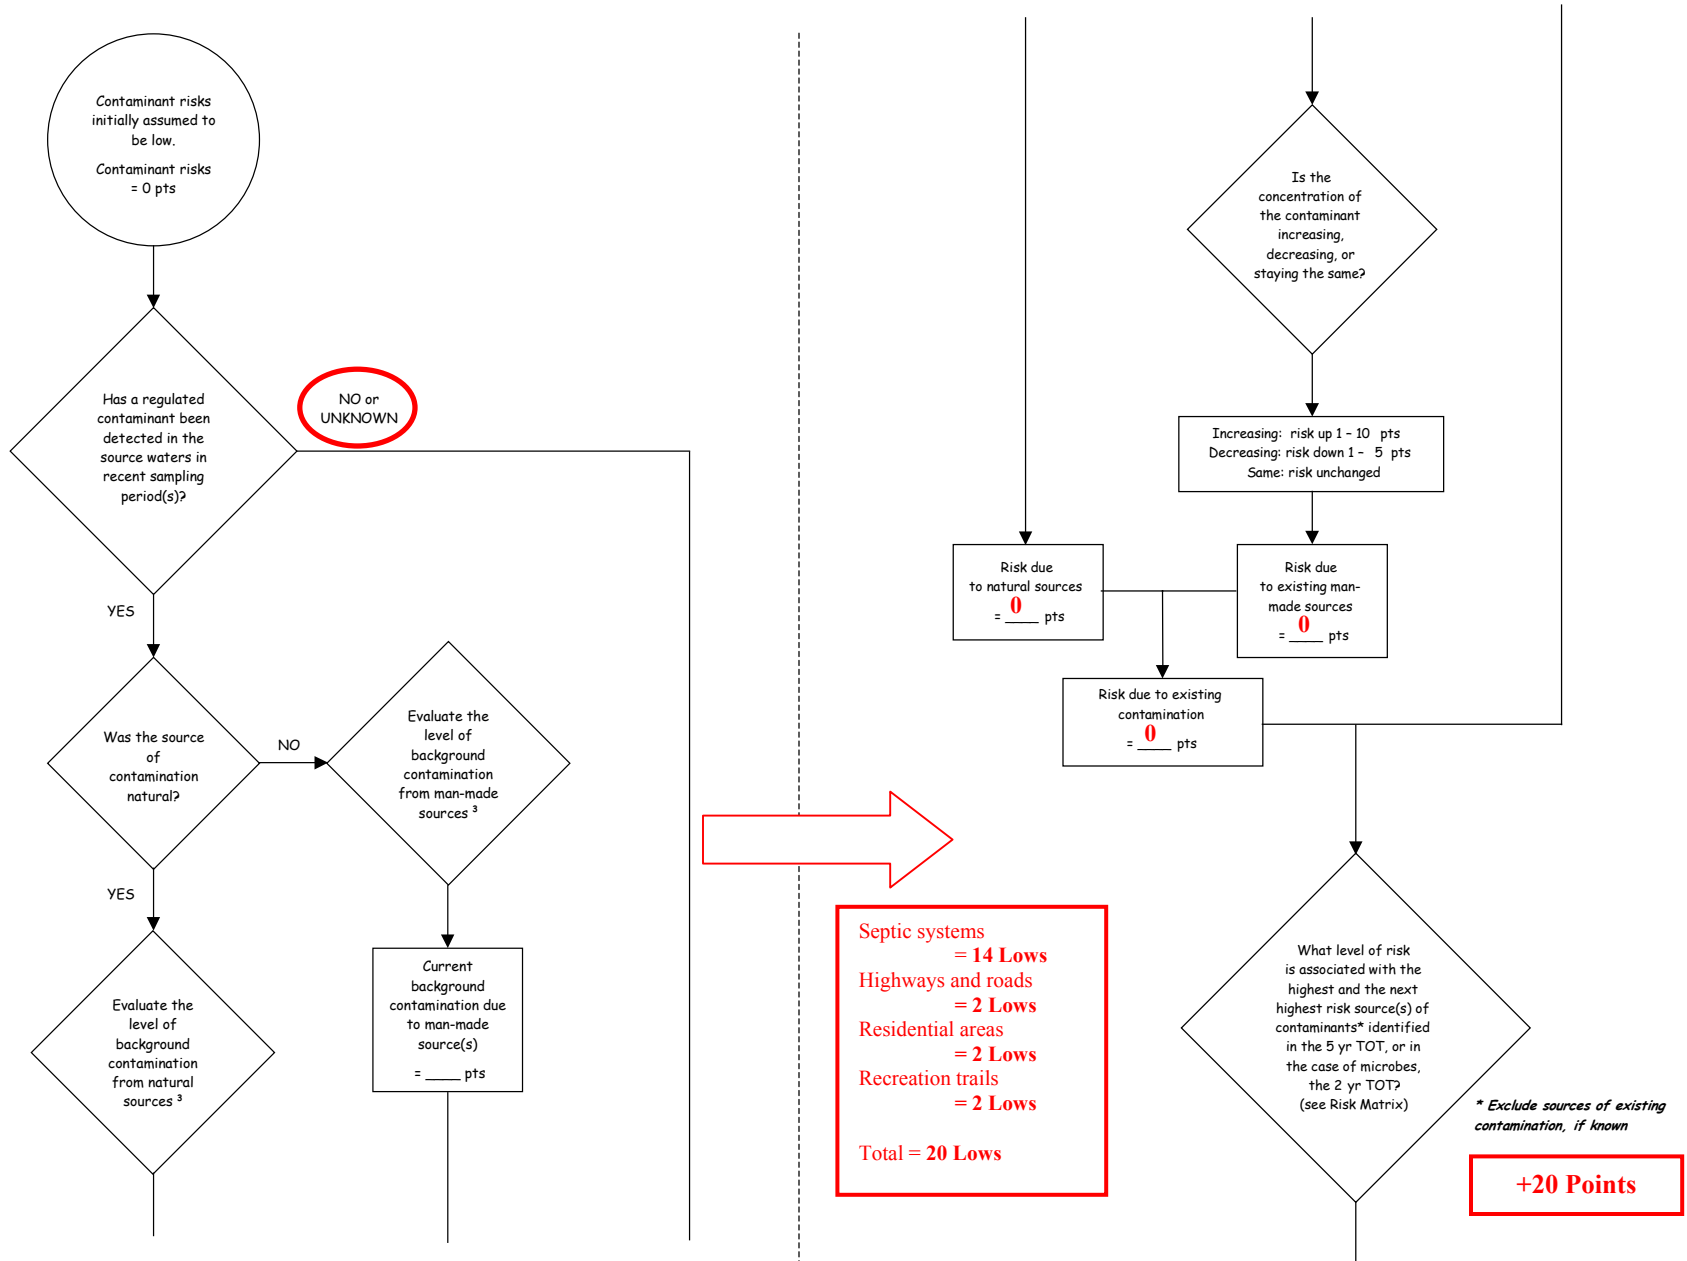 Contaminant risks
initially assumed to
be low.
Contaminant risks
= 0 pts
Has a regulated
contaminant been
detected in the
source waters in
recent sampling
period(s)?
NO or
UNKNOWN
YES
Was the source
of
contamination
natural?
NO
Evaluate the
level of
background
contamination
from man-made
sources ³
YES
Evaluate the
level of
background
contamination
from natural
sources ³
Current
background
contamination due
to man-made
source(s)
= ____ pts
Is the
concentration of
the contaminant
increasing,
decreasing, or
staying the same?
Increasing: risk up 1 – 10 pts
Decreasing: risk down 1 – 5 pts
Same: risk unchanged
Risk due
to natural sources
= 0 pts
Risk due
to existing man-
made sources
= 0 pts
Risk due to existing
contamination
= 0 pts
Septic systems
= 14 Lows
Highways and roads
= 2 Lows
Residential areas
= 2 Lows
Recreation trails
= 2 Lows
Total = 20 Lows
What level of risk
is associated with the
highest and the next
highest risk source(s) of
contaminants* identified
in the 5 yr TOT, or in
the case of microbes,
the 2 yr TOT?
(see Risk Matrix)
* Exclude sources of existing
contamination, if known
+20 Points